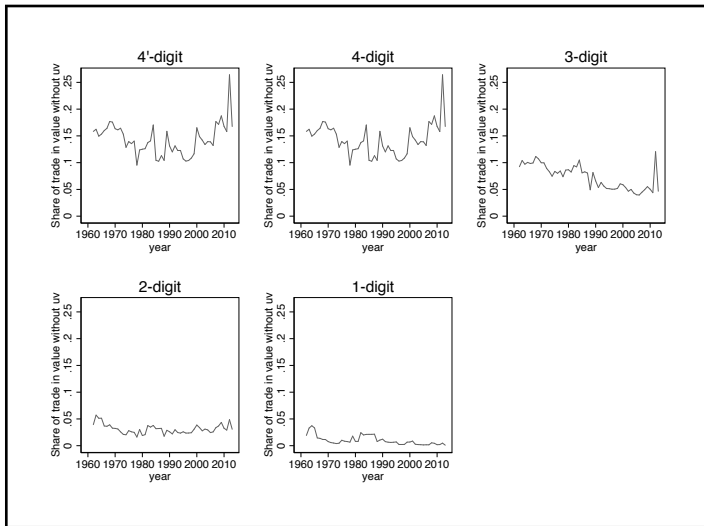 4'-digit
Share of trade in value without uv
0 .05 .1 .15 .2 .25
1960 1970 1980 1990 2000 2010
year
4-digit
Share of trade in value without uv
0 .05 .1 .15 .2 .25
1960 1970 1980 1990 2000 2010
year
3-digit
Share of trade in value without uv
0 .05 .1 .15 .2 .25
1960 1970 1980 1990 2000 2010
year
2-digit
Share of trade in value without uv
0 .05 .1 .15 .2 .25
1960 1970 1980 1990 2000 2010
year
1-digit
Share of trade in value without uv
0 .05 .1 .15 .2 .25
1960 1970 1980 1990 2000 2010
year